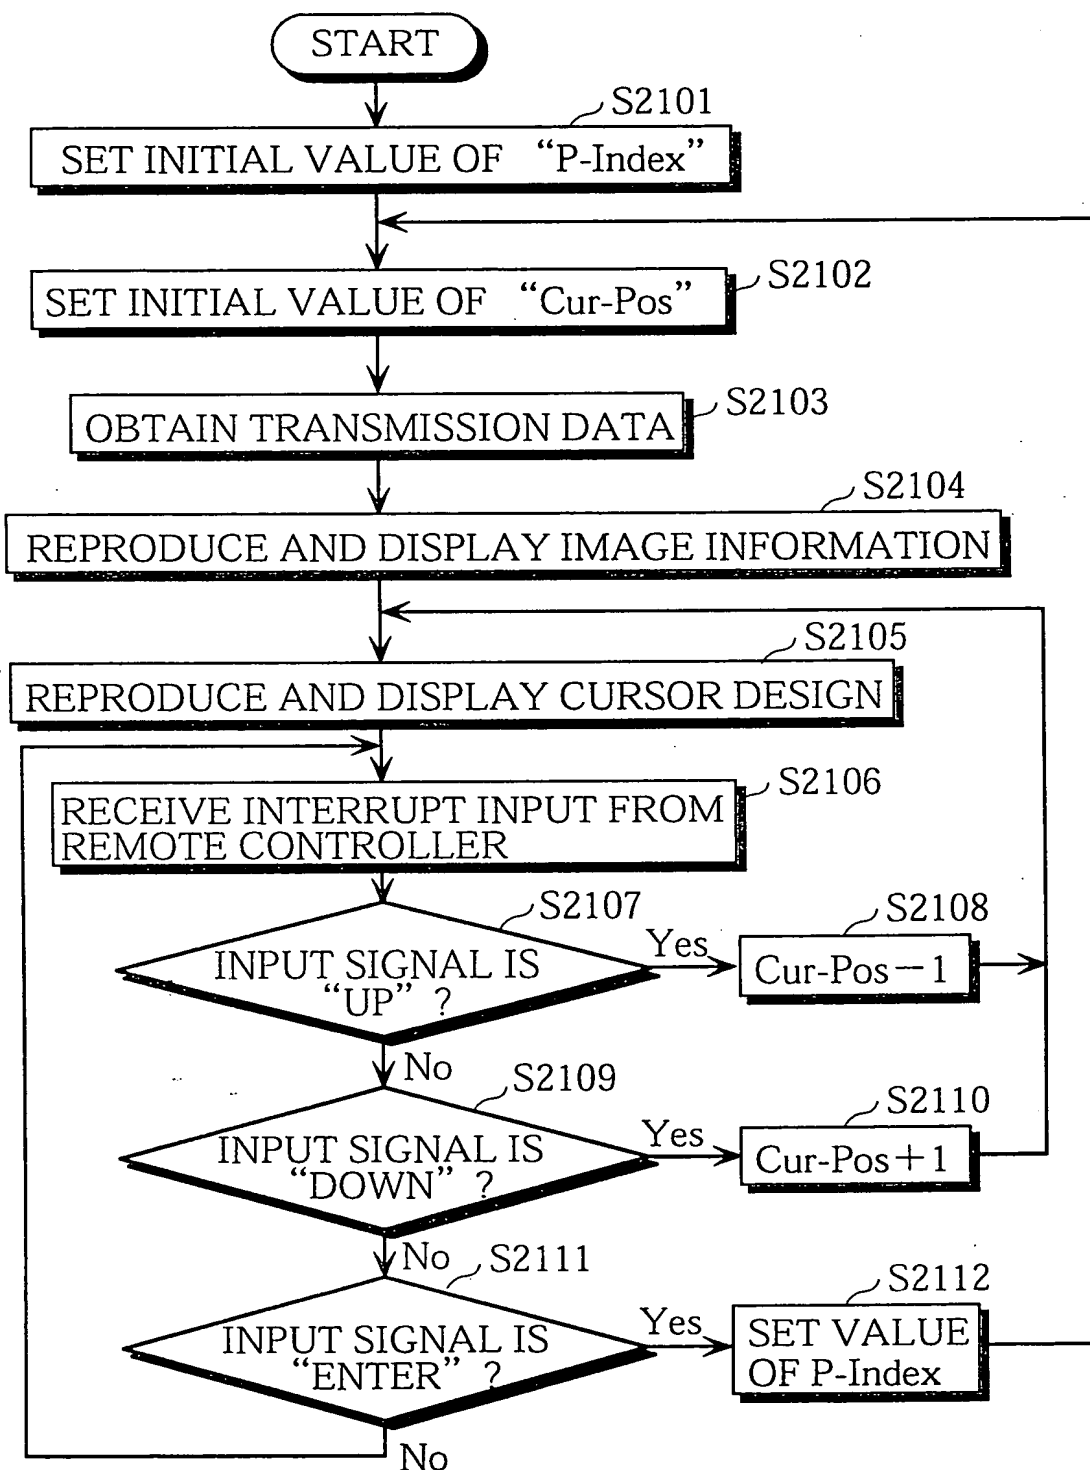 START
S2101
SET INITIAL VALUE OF “P-Index”
S2102
SET INITIAL VALUE OF “Cur-Pos”
S2103
OBTAIN TRANSMISSION DATA
S2104
REPRODUCE AND DISPLAY IMAGE INFORMATION
S2105
REPRODUCE AND DISPLAY CURSOR DESIGN
S2106
RECEIVE INTERRUPT INPUT FROM
REMOTE CONTROLLER
S2107
INPUT SIGNAL IS
“UP” ?
Yes
S2108
Cur-Pos－1
No
S2109
INPUT SIGNAL IS
“DOWN” ?
Yes
S2110
Cur-Pos＋1
No
S2111
INPUT SIGNAL IS
“ENTER” ?
Yes
S2112
SET VALUE
OF P-Index
No